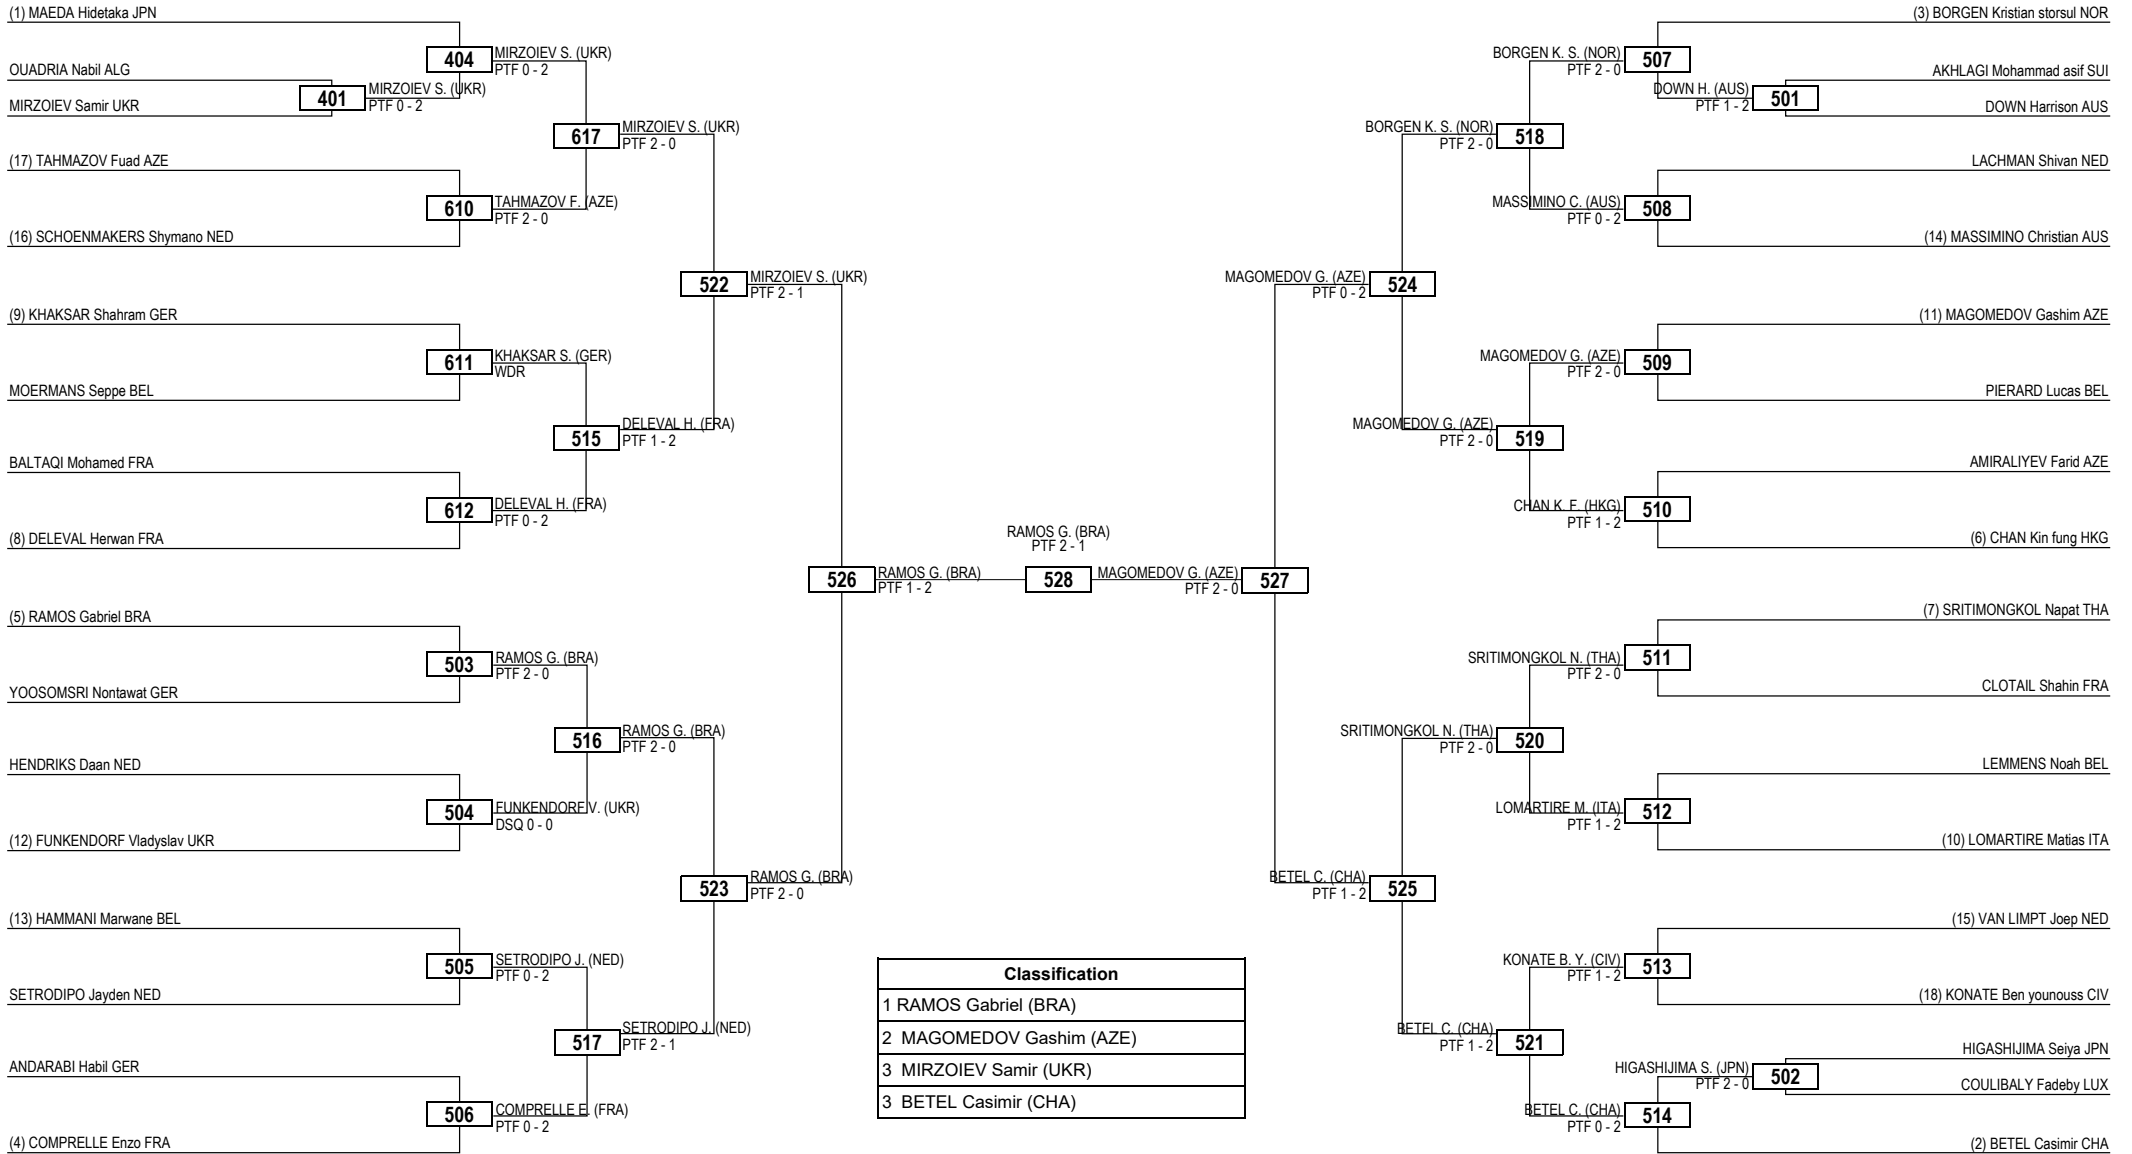 (1) MAEDA Hidetaka JPN
404
MIRZOIEV S. (UKR)
PTF 0 - 2
OUADRIA Nabil ALG
401
MIRZOIEV S. (UKR)
PTF 0 - 2
MIRZOIEV Samir UKR
617
MIRZOIEV S. (UKR)
PTF 2 - 0
(17) TAHMAZOV Fuad AZE
610
TAHMAZOV F. (AZE)
PTF 2 - 0
(16) SCHOENMAKERS Shymano NED
522
MIRZOIEV S. (UKR)
PTF 2 - 1
(9) KHAKSAR Shahram GER
611
KHAKSAR S. (GER)
WDR
MOERMANS Seppe BEL
515
DELEVAL H. (FRA)
PTF 1 - 2
BALTAQI Mohamed FRA
612
DELEVAL H. (FRA)
PTF 0 - 2
(8) DELEVAL Herwan FRA
526
RAMOS G. (BRA)
PTF 1 - 2
(5) RAMOS Gabriel BRA
503
RAMOS G. (BRA)
PTF 2 - 0
YOOSOMSRI Nontawat GER
516
RAMOS G. (BRA)
PTF 2 - 0
HENDRIKS Daan NED
504
FUNKENDORF V. (UKR)
DSQ 0 - 0
(12) FUNKENDORF Vladyslav UKR
523
RAMOS G. (BRA)
PTF 2 - 0
(13) HAMMANI Marwane BEL
505
SETRODIPO J. (NED)
PTF 0 - 2
SETRODIPO Jayden NED
517
SETRODIPO J. (NED)
PTF 2 - 1
ANDARABI Habil GER
506
COMPRELLE E. (FRA)
PTF 0 - 2
(4) COMPRELLE Enzo FRA
RAMOS G. (BRA)
PTF 2 - 1
528
MAGOMEDOV G. (AZE)
PTF 2 - 0
527
(3) BORGEN Kristian storsul NOR
BORGEN K. S. (NOR)
PTF 2 - 0
507
AKHLAGI Mohammad asif SUI
DOWN H. (AUS)
PTF 1 - 2
501
DOWN Harrison AUS
BORGEN K. S. (NOR)
PTF 2 - 0
518
LACHMAN Shivan NED
MASSIMINO C. (AUS)
PTF 0 - 2
508
(14) MASSIMINO Christian AUS
MAGOMEDOV G. (AZE)
PTF 0 - 2
524
(11) MAGOMEDOV Gashim AZE
MAGOMEDOV G. (AZE)
PTF 2 - 0
509
PIERARD Lucas BEL
MAGOMEDOV G. (AZE)
PTF 2 - 0
519
AMIRALIYEV Farid AZE
CHAN K. F. (HKG)
PTF 1 - 2
510
(6) CHAN Kin fung HKG
(7) SRITIMONGKOL Napat THA
SRITIMONGKOL N. (THA)
PTF 2 - 0
511
CLOTAIL Shahin FRA
SRITIMONGKOL N. (THA)
PTF 2 - 0
520
LEMMENS Noah BEL
LOMARTIRE M. (ITA)
PTF 1 - 2
512
(10) LOMARTIRE Matias ITA
BETEL C. (CHA)
PTF 1 - 2
525
(15) VAN LIMPT Joep NED
KONATE B. Y. (CIV)
PTF 1 - 2
513
(18) KONATE Ben younouss CIV
BETEL C. (CHA)
PTF 1 - 2
521
HIGASHIJIMA Seiya JPN
HIGASHIJIMA S. (JPN)
PTF 2 - 0
502
COULIBALY Fadeby LUX
BETEL C. (CHA)
PTF 0 - 2
514
(2) BETEL Casimir CHA
Classification
1 RAMOS Gabriel (BRA)
2 MAGOMEDOV Gashim (AZE)
3 MIRZOIEV Samir (UKR)
3 BETEL Casimir (CHA)